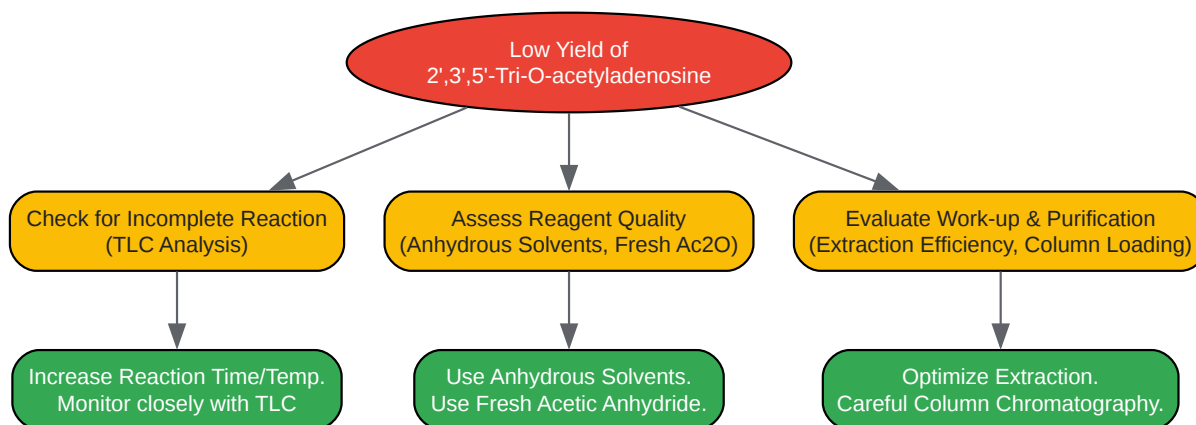 Low Yield of
2',3',5'-Tri-O-acetyladenosine
Check for Incomplete Reaction
(TLC Analysis)
Assess Reagent Quality
(Anhydrous Solvents, Fresh Ac2O)
Evaluate Work-up & Purification
(Extraction Efficiency, Column Loading)
Increase Reaction Time/Temp.
Monitor closely with TLC
Use Anhydrous Solvents.
Use Fresh Acetic Anhydride.
Optimize Extraction.
Careful Column Chromatography.